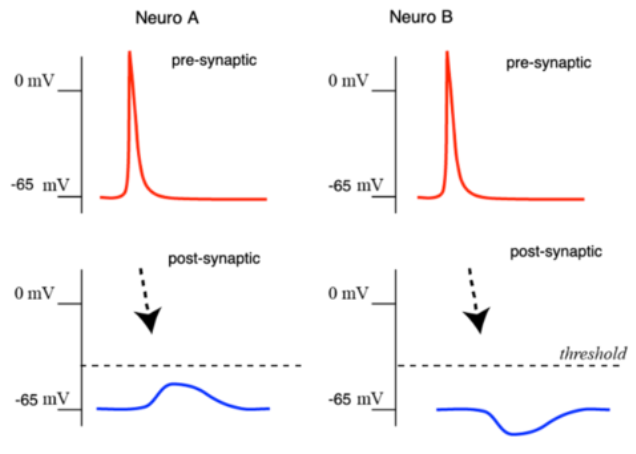 Neuro A
Neuro B
pre-synaptic
pre-synaptic
0 mV
0 mV
-65 mV
-65 mV
post-synaptic
post-synaptic
0 mV
0 mV
threshold
-65 mV
-65 mV